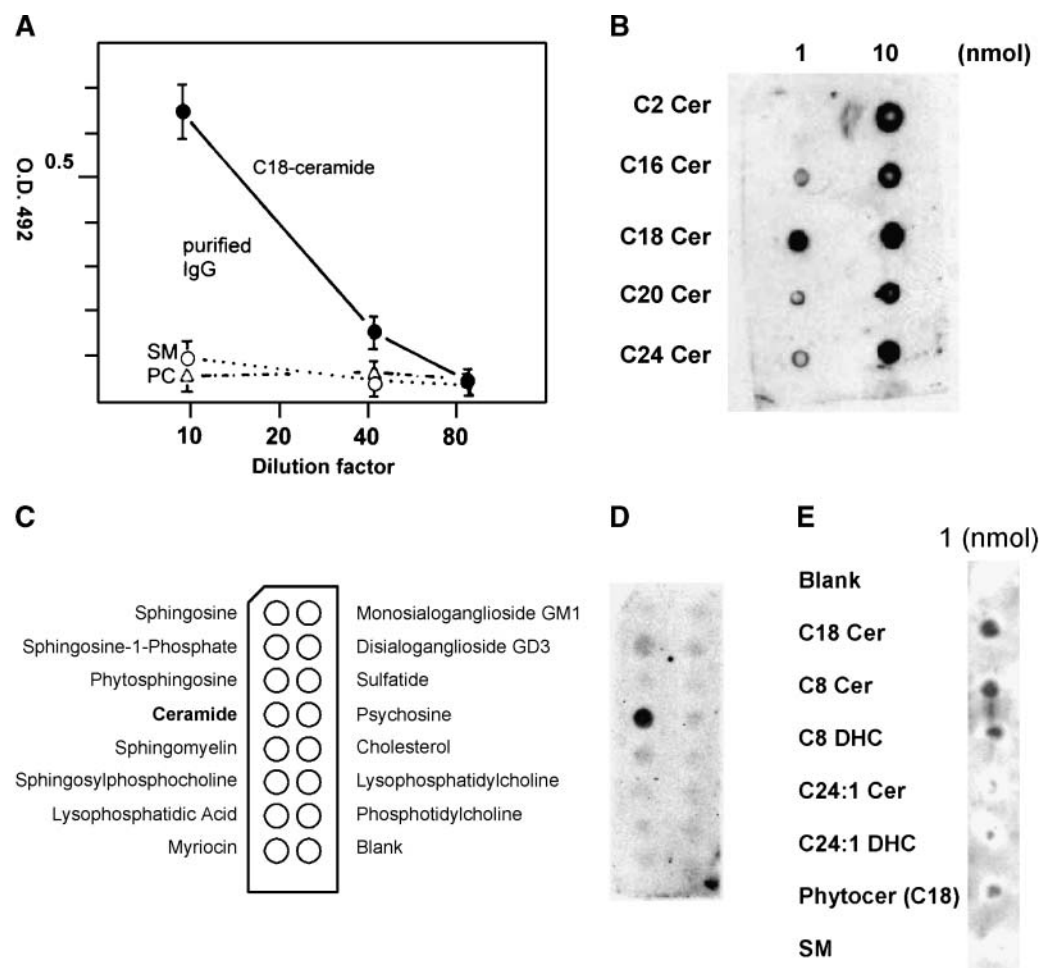 A
0.5
O.D. 492
C18-ceramide
purified
IgG
SM
PC
10 20 40 80
Dilution factor
B
1 10 (nmol)
C2 Cer
C16 Cer
C18 Cer
C20 Cer
C24 Cer
C
Sphingosine
Sphingosine-1-Phosphate
Phytosphingosine
Ceramide
Sphingomyelin
Sphingosylphosphocholine
Lysophosphatidic Acid
Myriocin
Monosialoganglioside GM1
Disialoganglioside GD3
Sulfatide
Psychosine
Cholesterol
Lysophosphatidylcholine
Phosphotidylcholine
Blank
D
E
1 (nmol)
Blank
C18 Cer
C8 Cer
C8 DHC
C24:1 Cer
C24:1 DHC
Phytocer (C18)
SM